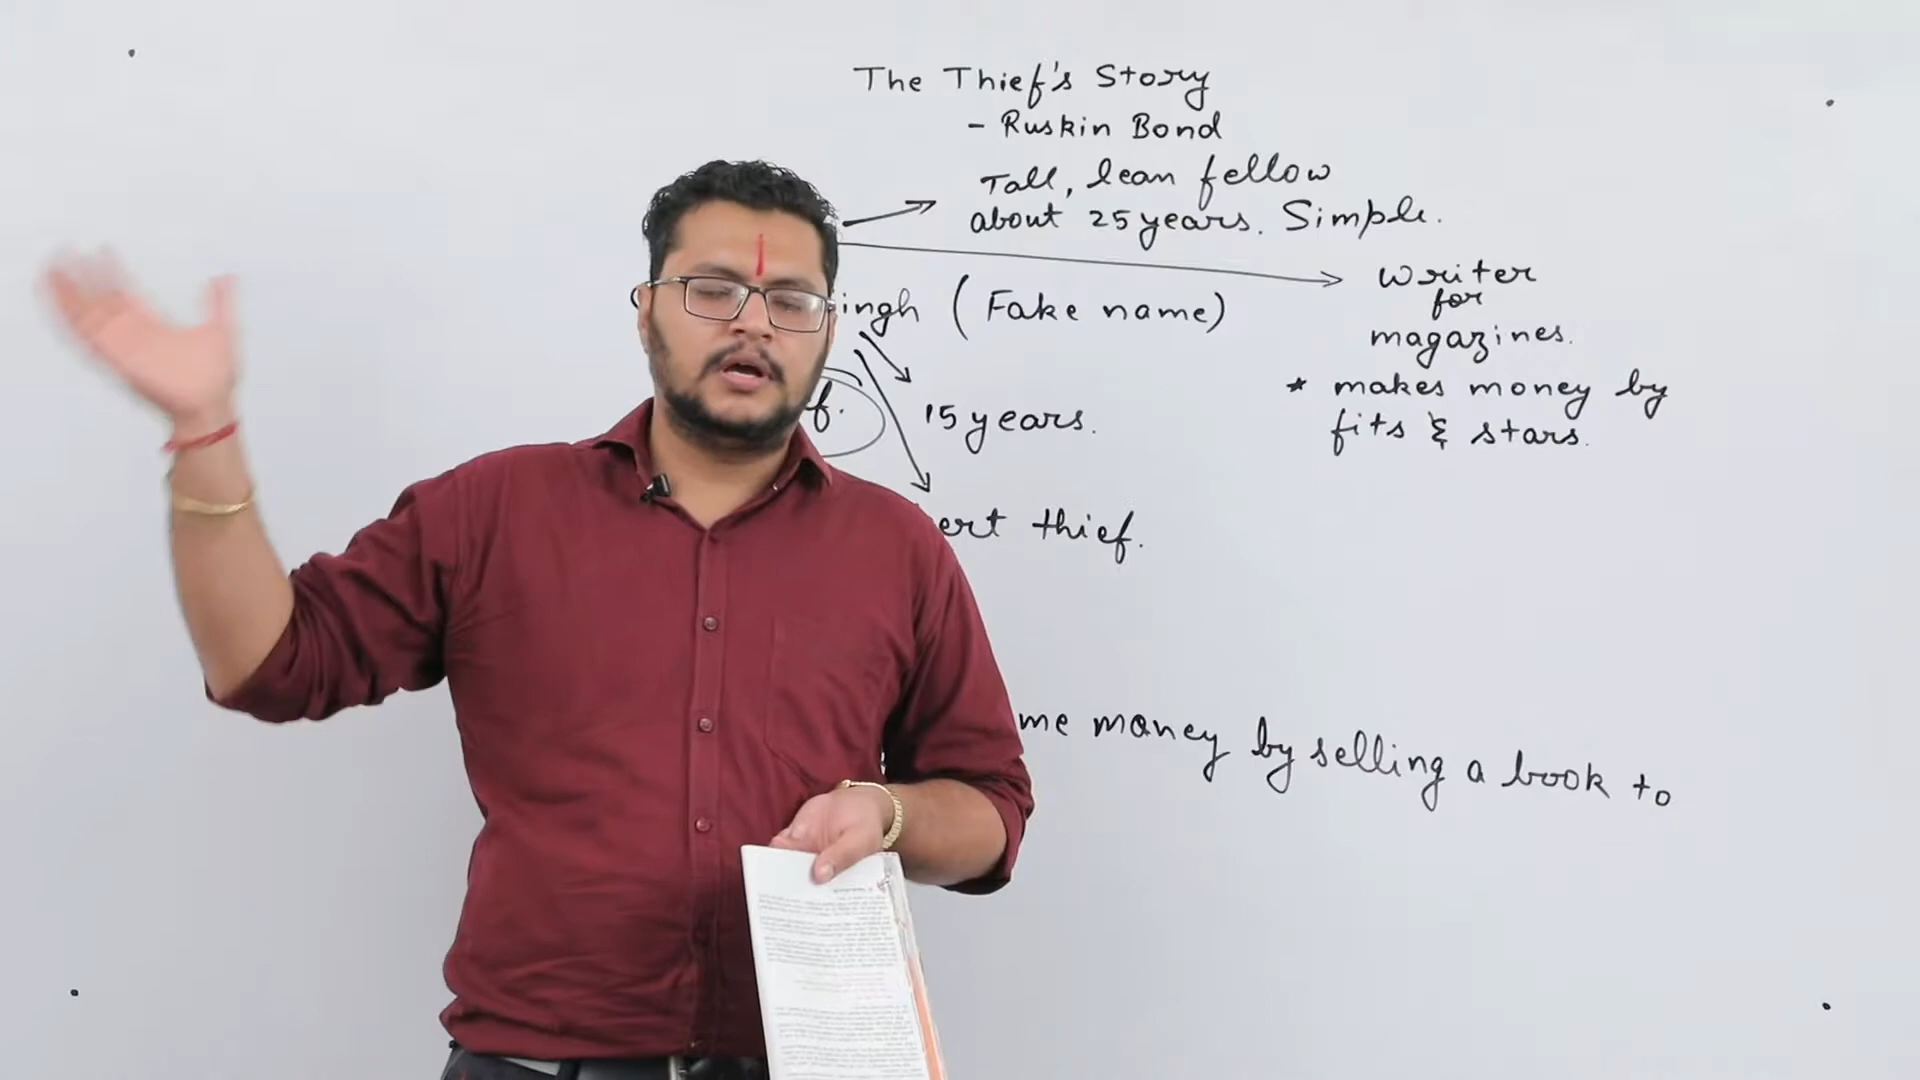 The Thief's Story
- Ruskin Bond
Tall, lean fellow
about 25 years. Simple.
writer
for
magazines.
ingh (Fake name)
* makes money by
fits & stars.
f.
15 years.
ert thief.
me money by selling a book to